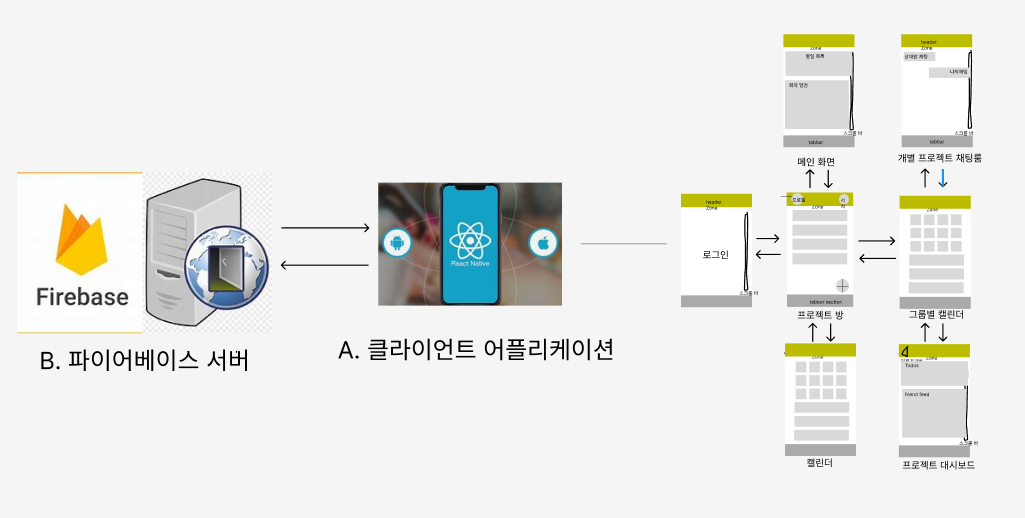 Firebase
B. 파이어베이스 서버
React Native
A. 클라이언트 어플리케이션
header
Zone
로그인
스크롤 바
Zone
할일 목록
회의 일정
스크롤 바
tabbar
메인 화면
header
Zone
상대방 채팅
나의채팅
스크롤 바
tabbar
개별 프로젝트 채팅룸
프로필
Zone
tabbar section
프로젝트 방
Zone
그룹별 캘린더
Zone
캘린더
Zone
Todos
friend feed
스크롤 바
프로젝트 대시보드